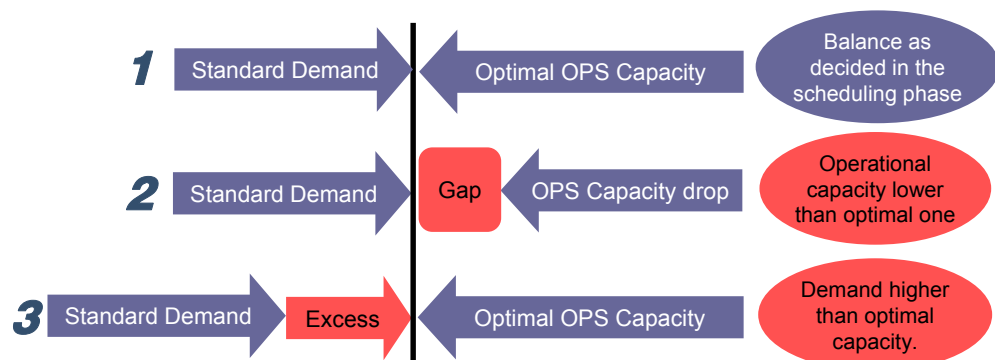 1
Standard Demand
Optimal OPS Capacity
Balance as
decided in the
scheduling phase
2
Standard Demand
Gap
OPS Capacity drop
Operational
capacity lower
than optimal one
3
Standard Demand
Excess
Optimal OPS Capacity
Demand higher
than optimal
capacity.